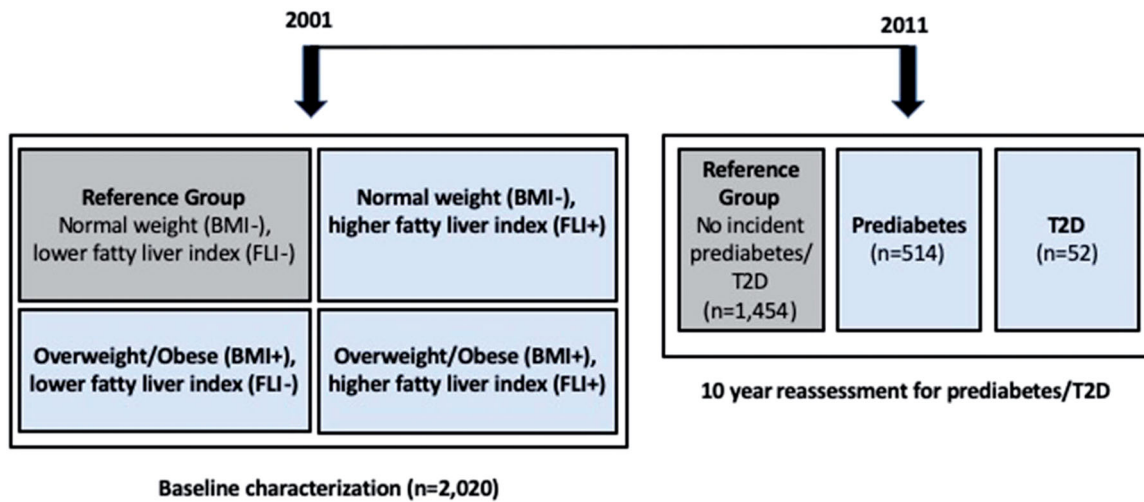 2001
2011
Reference Group
Normal weight (BMI-),
lower fatty liver index (FLI-)
Normal weight (BMI-),
higher fatty liver index (FLI+)
Overweight/Obese (BMI+),
lower fatty liver index (FLI-)
Overweight/Obese (BMI+),
higher fatty liver index (FLI+)
Baseline characterization (n=2,020)
Reference
Group
No incident
prediabetes/
T2D
(n=1,454)
Prediabetes
(n=514)
T2D
(n=52)
10 year reassessment for prediabetes/T2D